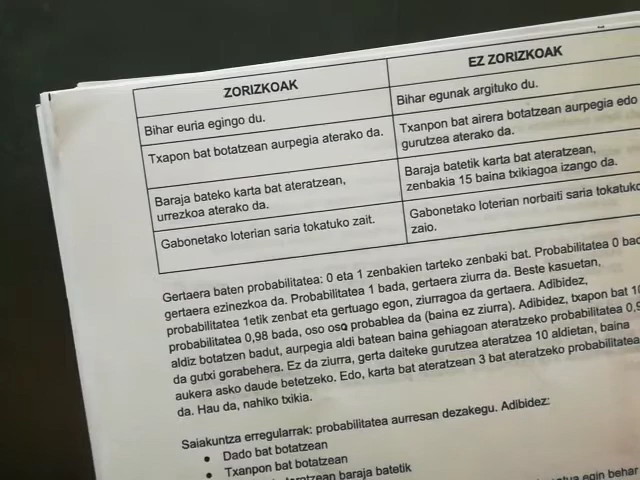 ZORIZKOAK
EZ ZORIZKOAK
Bihar euria egingo du.
Bihar egunak argituko du.
Txapon bat botatzean aurpegia aterako da.
Txanpon bat airera botatzean aurpegia edo
gurutzea aterako da.
Baraja bateko karta bat ateratzean,
urrezkoa aterako da.
Baraja batetik karta bat ateratzean,
zenbakia 15 baina txikiagoa izango da.
Gabonetako loterian saria tokatuko zait.
Gabonetako loterian norbaiti saria tokatuko
zaio.
Gertaera baten probabilitatea: 0 eta 1 zenbakien tarteko zenbaki bat. Probabilitatea 0 bada,
gertaera ezinezkoa da. Probabilitatea 1 bada, gertaera ziurra da. Beste kasuetan,
probabilitatea 1etik zenbat eta gertuago egon, ziurragoa da gertaera. Adibidez,
probabilitatea 0,98 bada, oso oso probablea da (baina ez ziurra). Adibidez, txapon bat 10
aldiz botatzen badut, aurpegia aldi batean baina gehiagoan ateratzeko probabilitatea
da gutxi gorabehera. Ez da ziurra, gerta daiteke gurutzea ateratzea 10 aldietan, baina
aukera asko daude betetzeko. Edo, karta bat ateratzean 3 bat ateratzeko probabilitatea
da. Hau da, nahiko txikia.
Saiakuntza erregularrak: probabilitatea aurresan dezakegu. Adibidez:
• Dado bat botatzean
• Txanpon bat botatzean
ateratzean baraja batetik
egin behar